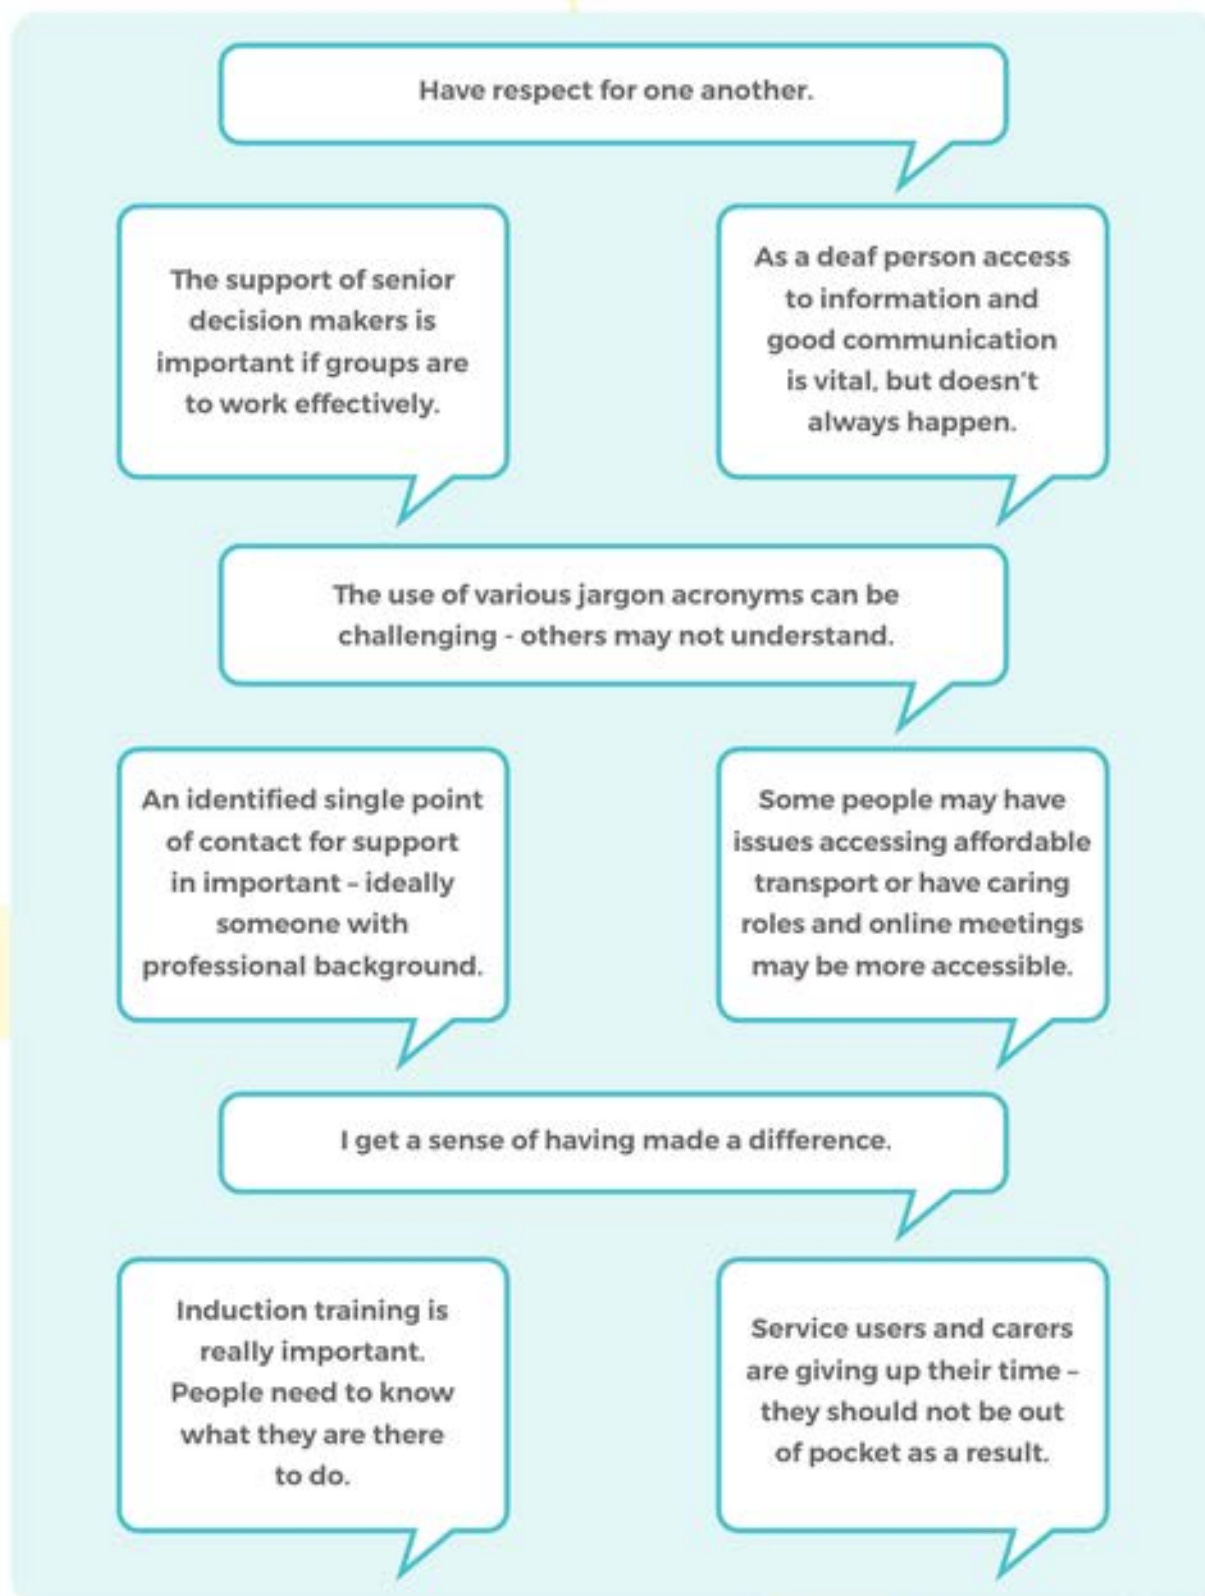 Have respect for one another.
The support of senior
decision makers is
important if groups are
to work effectively.
As a deaf person access
to information and
good communication
is vital, but doesn't
always happen.
The use of various jargon acronyms can be
challenging - others may not understand.
An identified single point
of contact for support
in important – ideally
someone with
professional background.
Some people may have
issues accessing affordable
transport or have caring
roles and online meetings
may be more accessible.
I get a sense of having made a difference.
Induction training is
really important.
People need to know
what they are there
to do.
Service users and carers
are giving up their time –
they should not be out
of pocket as a result.